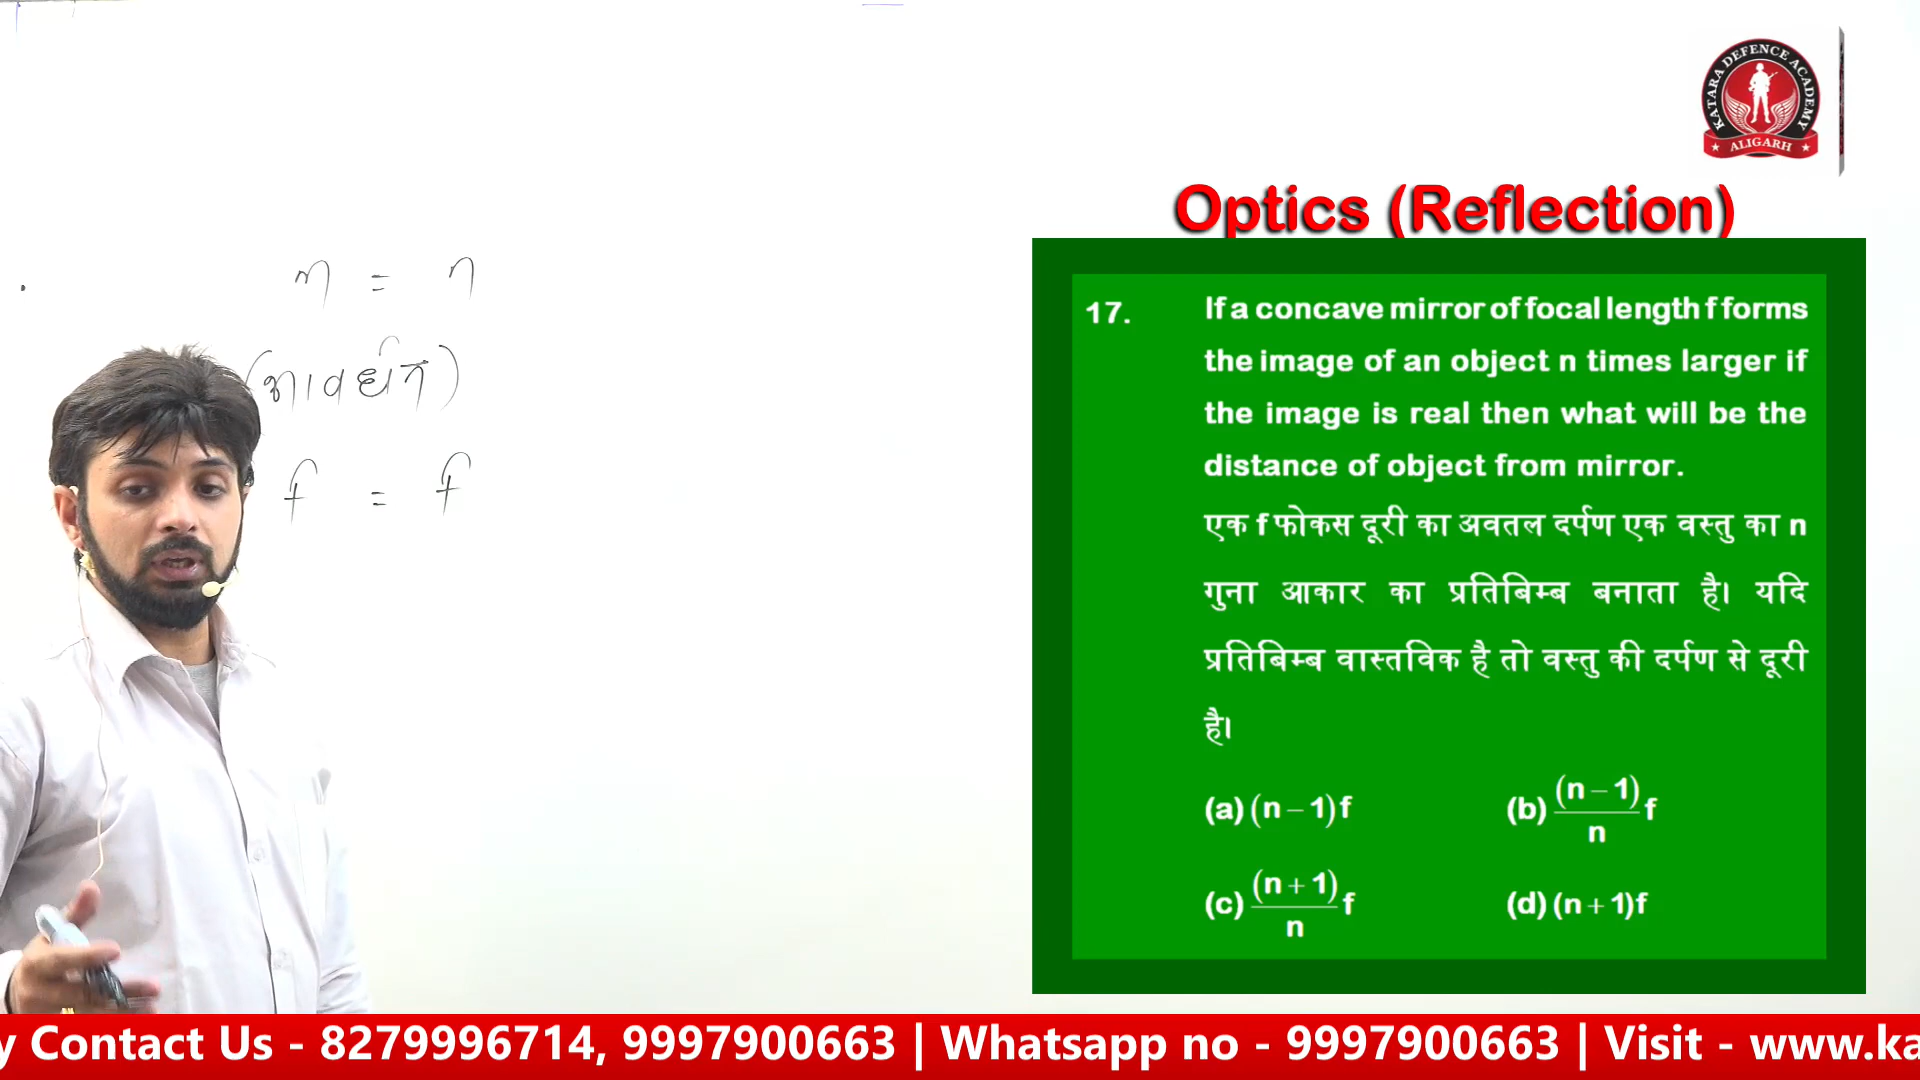 KATARA DEFENCE ACADEMY
ALIGARH
Optics (Reflection)
m = n
(आवर्धन)
f = f
17. If a concave mirror of focal length f forms
the image of an object n times larger if
the image is real then what will be the
distance of object from mirror.
एक f फोकस दूरी का अवतल दर्पण एक वस्तु का n
गुना आकार का प्रतिबिम्ब बनाता है। यदि
प्रतिबिम्ब वास्तविक है तो वस्तु की दर्पण से दूरी
है।
(a) (n – 1)f (b) (n – 1)/n f
(c) (n + 1)/n f (d) (n + 1)f
y Contact Us - 8279996714, 9997900663 | Whatsapp no - 9997900663 | Visit - www.ka